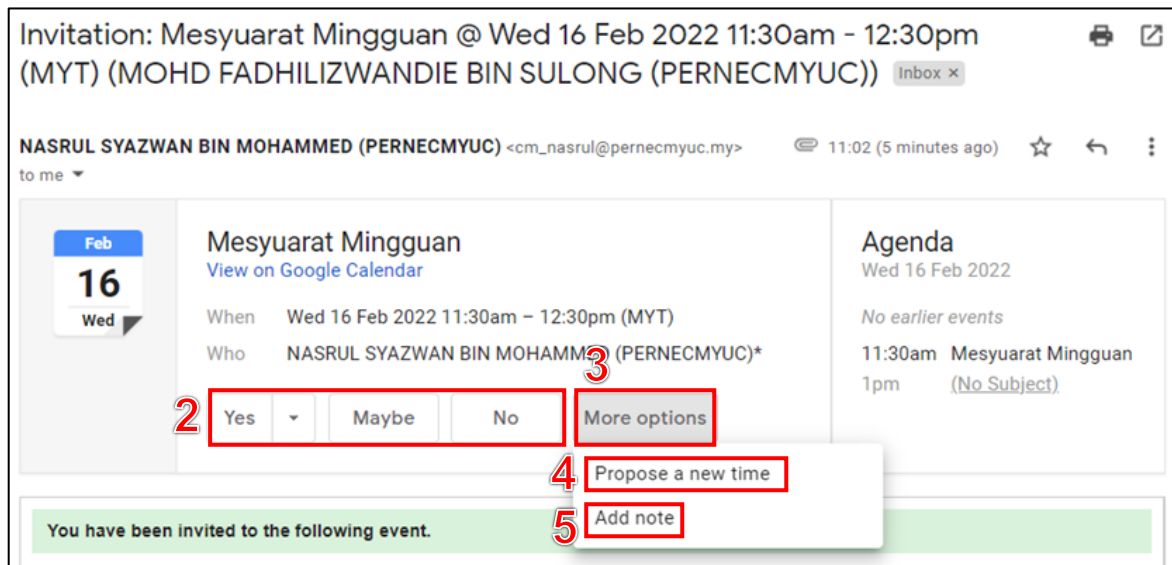 Invitation: Mesyuarat Mingguan @ Wed 16 Feb 2022 11:30am - 12:30pm
(MYT) (MOHD FADHILIZWANDIE BIN SULONG (PERNECMYUC)) Inbox ×
NASRUL SYAZWAN BIN MOHAMMED (PERNECMYUC) <cm_nasrul@pernecmyuc.my> 11:02 (5 minutes ago)
to me
Feb
16
Wed
Mesyuarat Mingguan
View on Google Calendar
When Wed 16 Feb 2022 11:30am – 12:30pm (MYT)
Who NASRUL SYAZWAN BIN MOHAMMED (PERNECMYUC)*
3
2 Yes Maybe No More options
4 Propose a new time
5 Add note
Agenda
Wed 16 Feb 2022
No earlier events
11:30am Mesyuarat Mingguan
1pm (No Subject)
You have been invited to the following event.